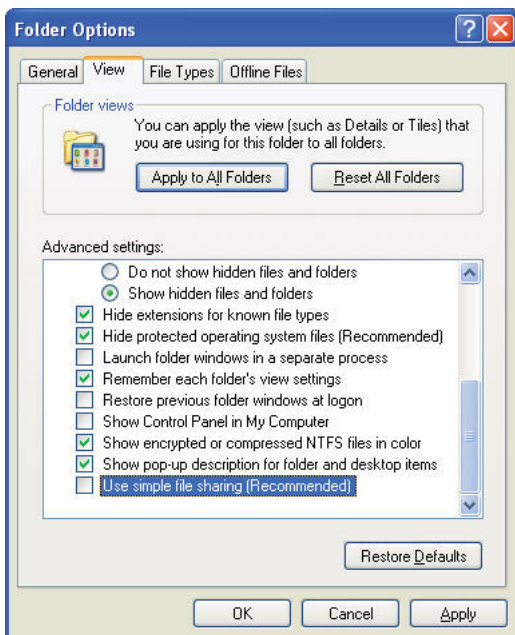 Folder Options
General View File Types Offline Files
Folder views
You can apply the view (such as Details or Tiles) that
you are using for this folder to all folders.
Apply to All Folders Reset All Folders
Advanced settings:
Do not show hidden files and folders
Show hidden files and folders
Hide extensions for known file types
Hide protected operating system files (Recommended)
Launch folder windows in a separate process
Remember each folder's view settings
Restore previous folder windows at logon
Show Control Panel in My Computer
Show encrypted or compressed NTFS files in color
Show pop-up description for folder and desktop items
Use simple file sharing (Recommended)
Restore Defaults
OK Cancel Apply